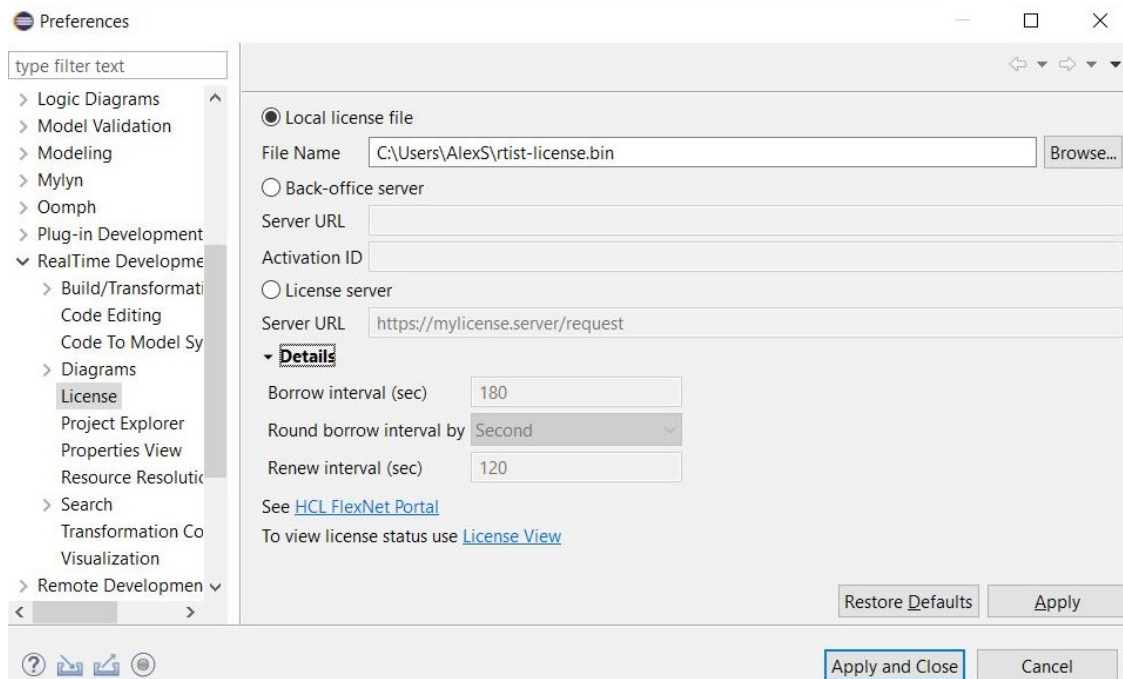 Preferences
type filter text
Logic Diagrams
Model Validation
Modeling
Mylyn
Oomph
Plug-in Development
RealTime Developme
Build/Transformati
Code Editing
Code To Model Sy
Diagrams
License
Project Explorer
Properties View
Resource Resolutic
Search
Transformation Co
Visualization
Remote Developmen
Local license file
File Name C:\Users\AlexS\rtist-license.bin Browse...
Back-office server
Server URL
Activation ID
License server
Server URL https://mylicense.server/request
Details
Borrow interval (sec) 180
Round borrow interval by Second
Renew interval (sec) 120
See HCL FlexNet Portal
To view license status use License View
Restore Defaults Apply
Apply and Close Cancel